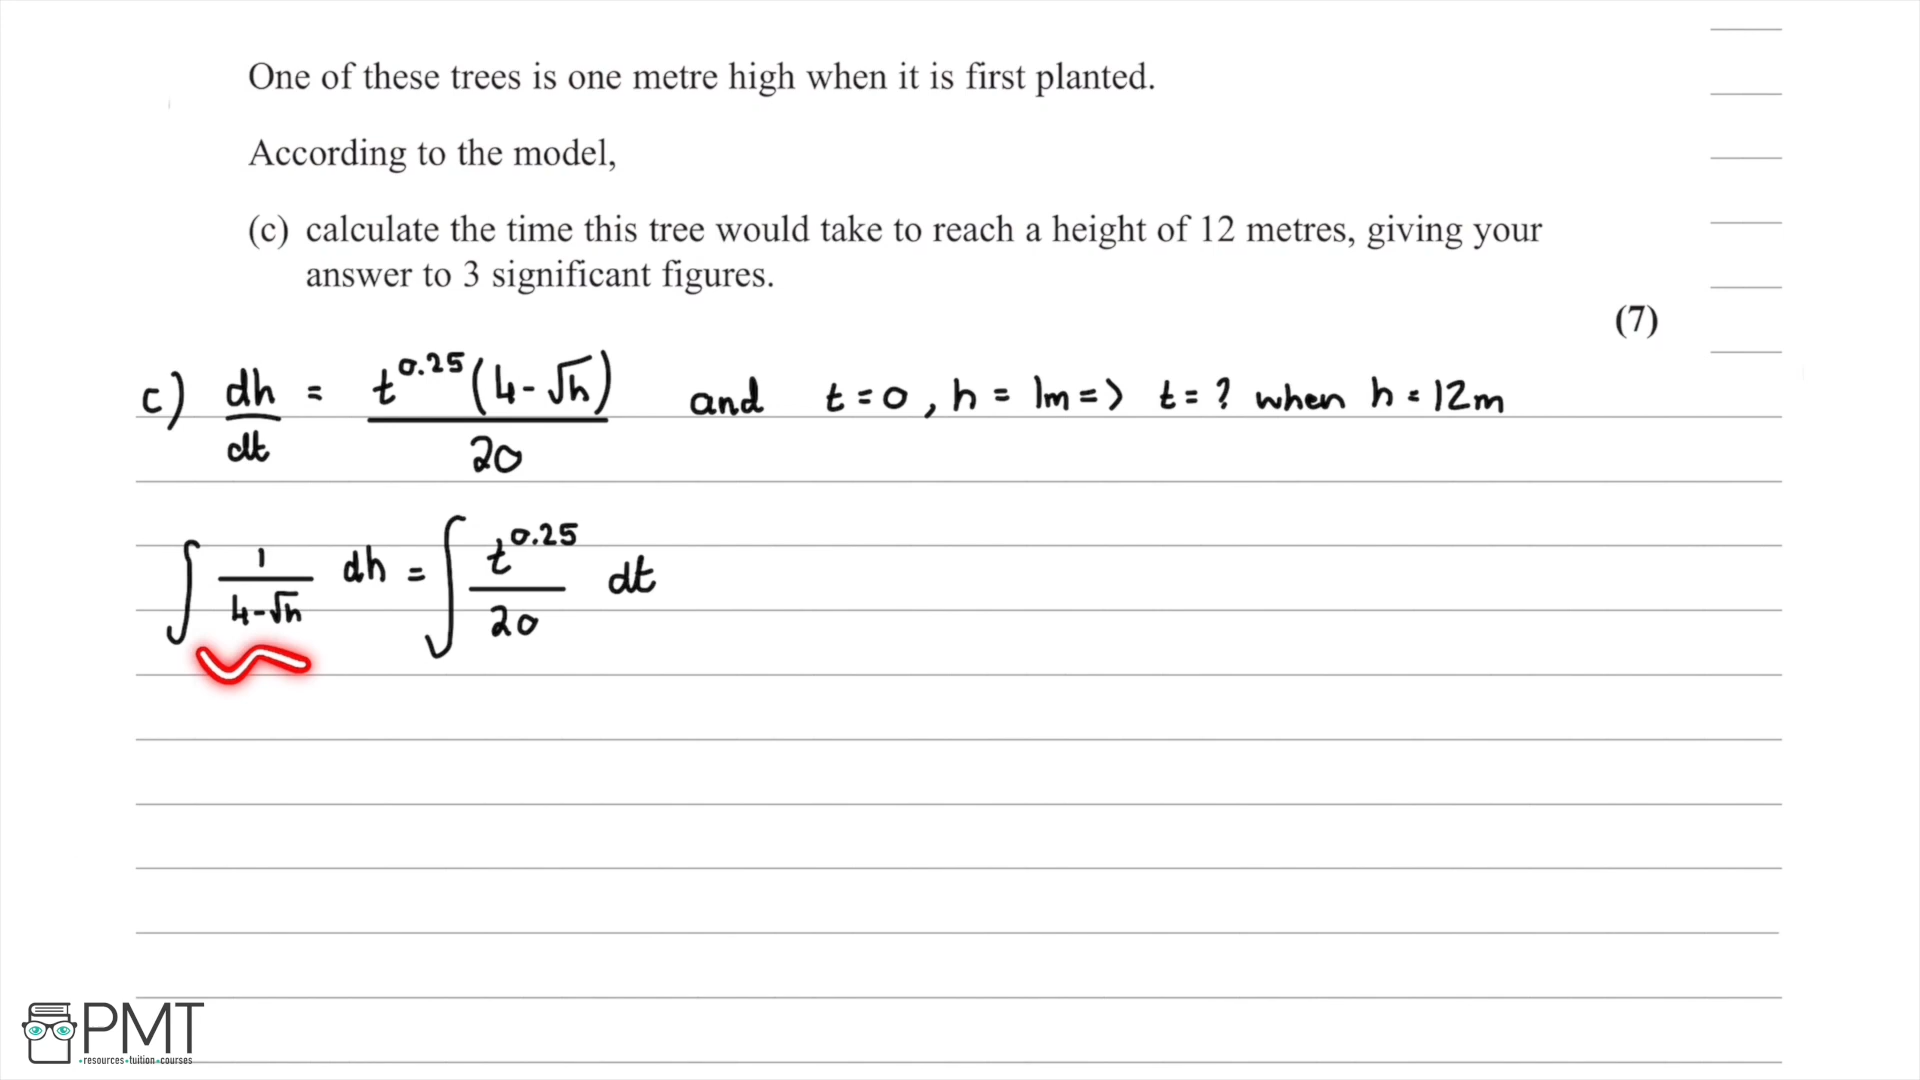 One of these trees is one metre high when it is first planted.
According to the model,
(c) calculate the time this tree would take to reach a height of 12 metres, giving your
answer to 3 significant figures.
(7)
c) dh/dt = t^0.25(4-√h)/20 and t=0, h = 1m => t = ? when h = 12m
∫ 1/(4-√h) dh = ∫ t^0.25/20 dt
PMT
•resources•tuition•courses